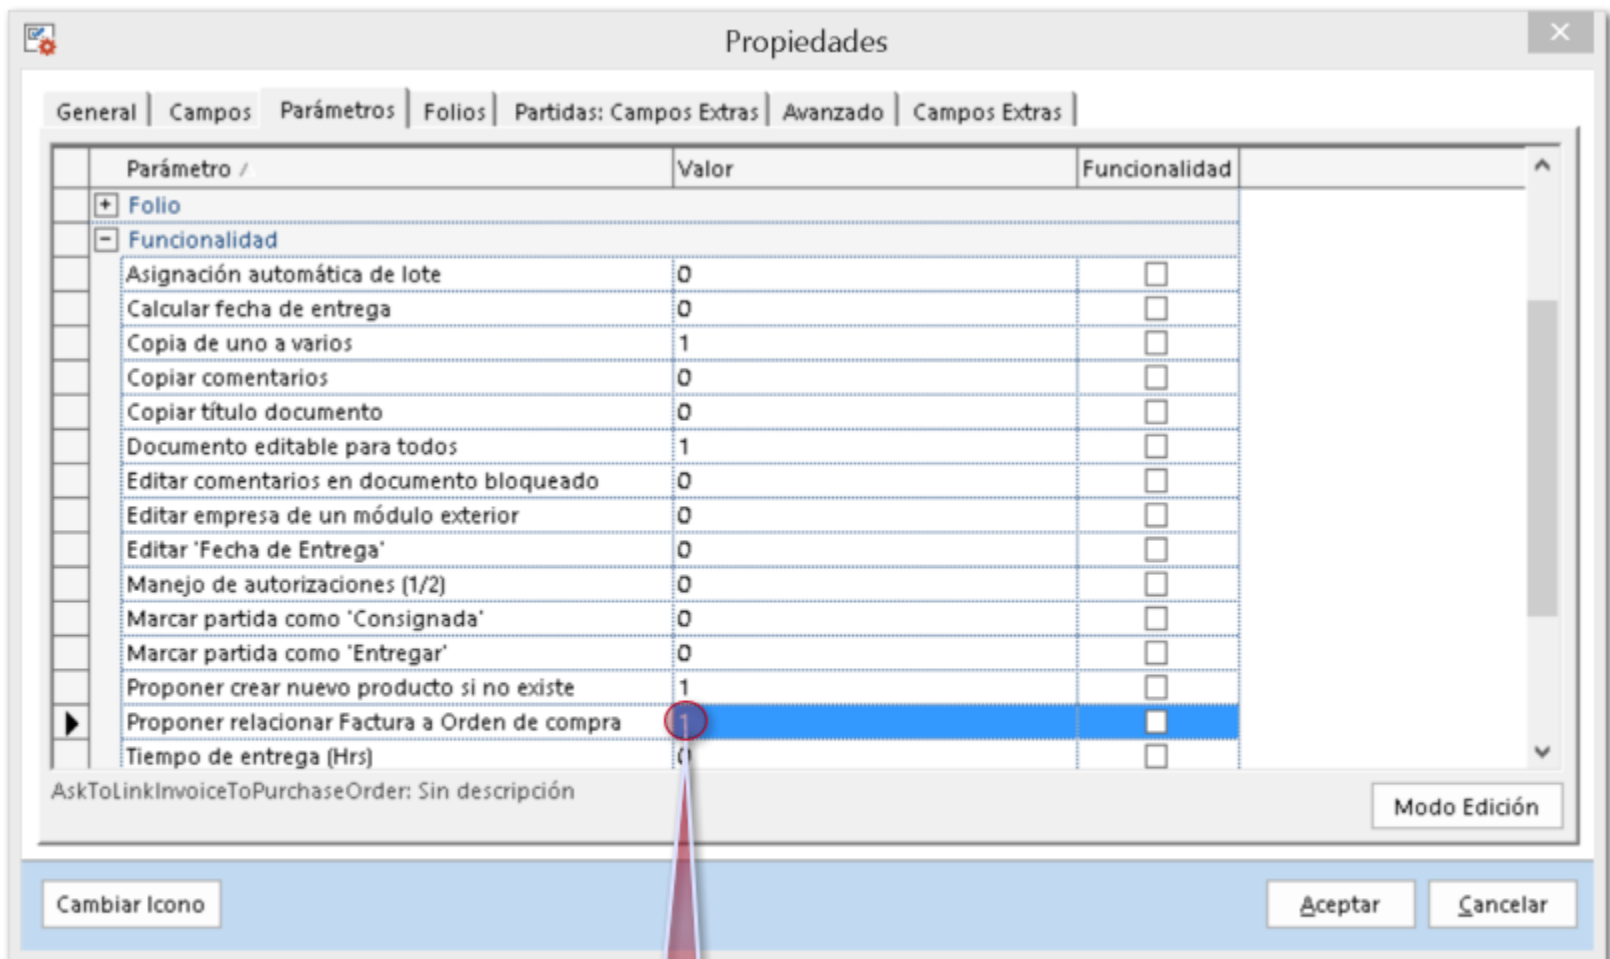 Propiedades
General Campos Parámetros Folios Partidas: Campos Extras Avanzado Campos Extras
Parámetro Valor Funcionalidad
Folio
Funcionalidad
Asignación automática de lote 0
Calcular fecha de entrega 0
Copia de uno a varios 1
Copiar comentarios 0
Copiar título documento 0
Documento editable para todos 1
Editar comentarios en documento bloqueado 0
Editar empresa de un módulo exterior 0
Editar 'Fecha de Entrega' 0
Manejo de autorizaciones (1/2) 0
Marcar partida como 'Consignada' 0
Marcar partida como 'Entregar' 0
Proponer crear nuevo producto si no existe 1
Proponer relacionar Factura a Orden de compra 1
Tiempo de entrega (Hrs) 0
AskToLinkInvoiceToPurchaseOrder: Sin descripción
Modo Edición
Cambiar Icono Aceptar Cancelar